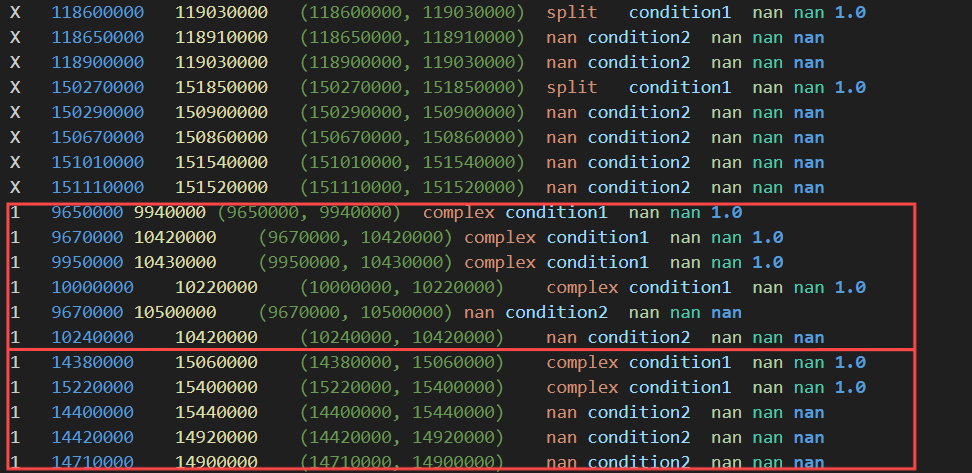 X 118600000 119030000 (118600000, 119030000) split condition1 nan nan 1.0
X 118650000 118910000 (118650000, 118910000) nan condition2 nan nan nan
X 118900000 119030000 (118900000, 119030000) nan condition2 nan nan nan
X 150270000 151850000 (150270000, 151850000) split condition1 nan nan 1.0
X 150290000 150900000 (150290000, 150900000) nan condition2 nan nan nan
X 150670000 150860000 (150670000, 150860000) nan condition2 nan nan nan
X 151010000 151540000 (151010000, 151540000) nan condition2 nan nan nan
X 151110000 151520000 (151110000, 151520000) nan condition2 nan nan nan
1 9650000 9940000 (9650000, 9940000) complex condition1 nan nan 1.0
1 9670000 10420000 (9670000, 10420000) complex condition1 nan nan 1.0
1 9950000 10430000 (9950000, 10430000) complex condition1 nan nan 1.0
1 10000000 10220000 (10000000, 10220000) complex condition1 nan nan 1.0
1 9670000 10500000 (9670000, 10500000) nan condition2 nan nan nan
1 10240000 10420000 (10240000, 10420000) nan condition2 nan nan nan
1 14380000 15060000 (14380000, 15060000) complex condition1 nan nan 1.0
1 15220000 15400000 (15220000, 15400000) complex condition1 nan nan 1.0
1 14400000 15440000 (14400000, 15440000) nan condition2 nan nan nan
1 14420000 14920000 (14420000, 14920000) nan condition2 nan nan nan
1 14710000 14900000 (14710000, 14900000) nan condition2 nan nan nan